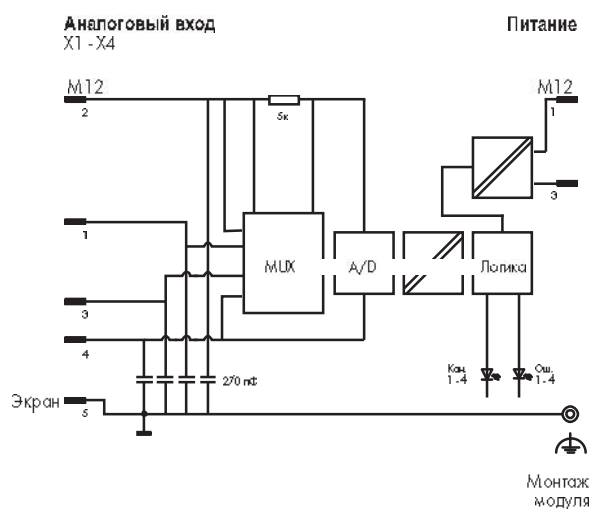 Аналоговый вход
X1 - X4
Питание
M12
2
5к
M12
1
3
1
MUX
A/D
Логика
3
4
270 пФ
Кан.
1 - 4
Ош.
1 - 4
Экран
5
Монтаж
модуля